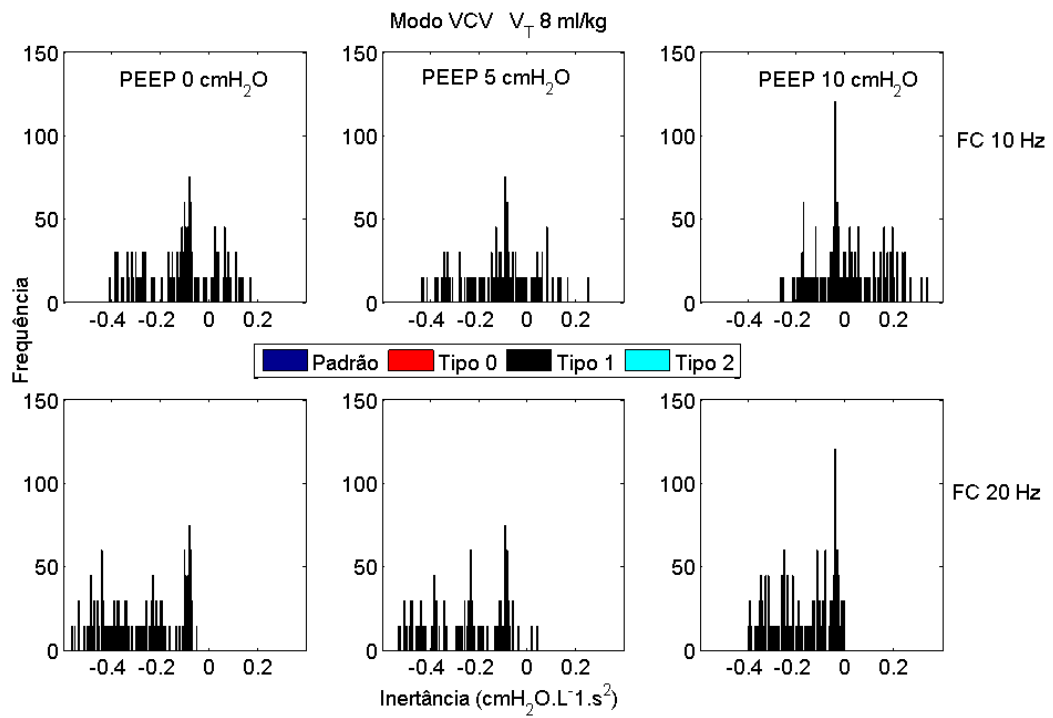 Modo VCV V_T 8 ml/kg
PEEP 0 cmH₂O
PEEP 5 cmH₂O
PEEP 10 cmH₂O
FC 10 Hz
150
100
50
0
-0.4 -0.2 0 0.2
150
100
50
0
-0.4 -0.2 0 0.2
150
100
50
0
-0.4 -0.2 0 0.2
Frequência
Padrão Tipo 0 Tipo 1 Tipo 2
FC 20 Hz
150
100
50
0
-0.4 -0.2 0 0.2
150
100
50
0
-0.4 -0.2 0 0.2
150
100
50
0
-0.4 -0.2 0 0.2
Inertância (cmH₂O.L⁻1.s²)